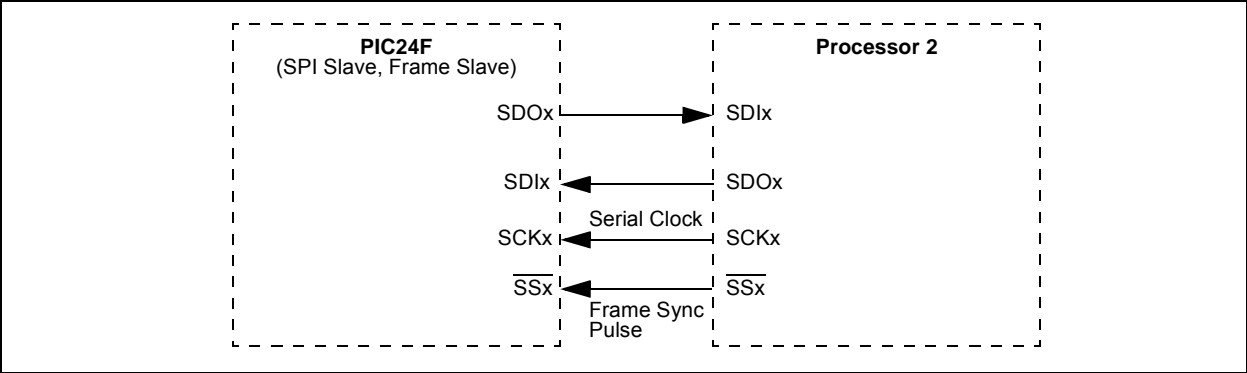 PIC24F
(SPI Slave, Frame Slave)
Processor 2
SDOx
SDIx
SDIx
SDOx
Serial Clock
SCKx
SCKx
SSx
SSx
Frame Sync
Pulse